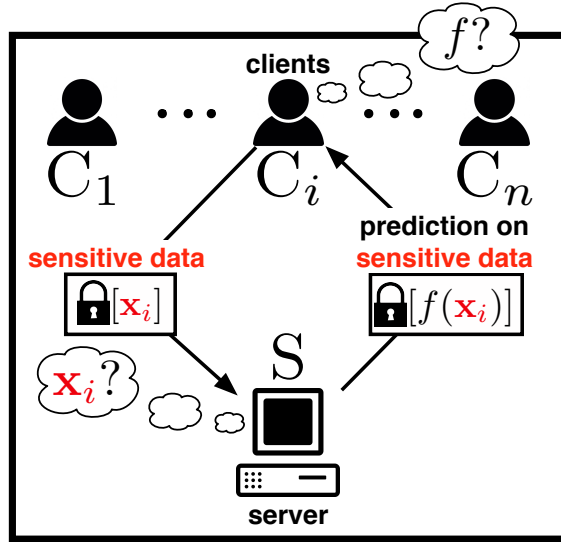 f?
clients
... ...
C₁ Cᵢ Cₙ
prediction on
sensitive data sensitive data
[xᵢ] [f(xᵢ)]
S
xᵢ?
server